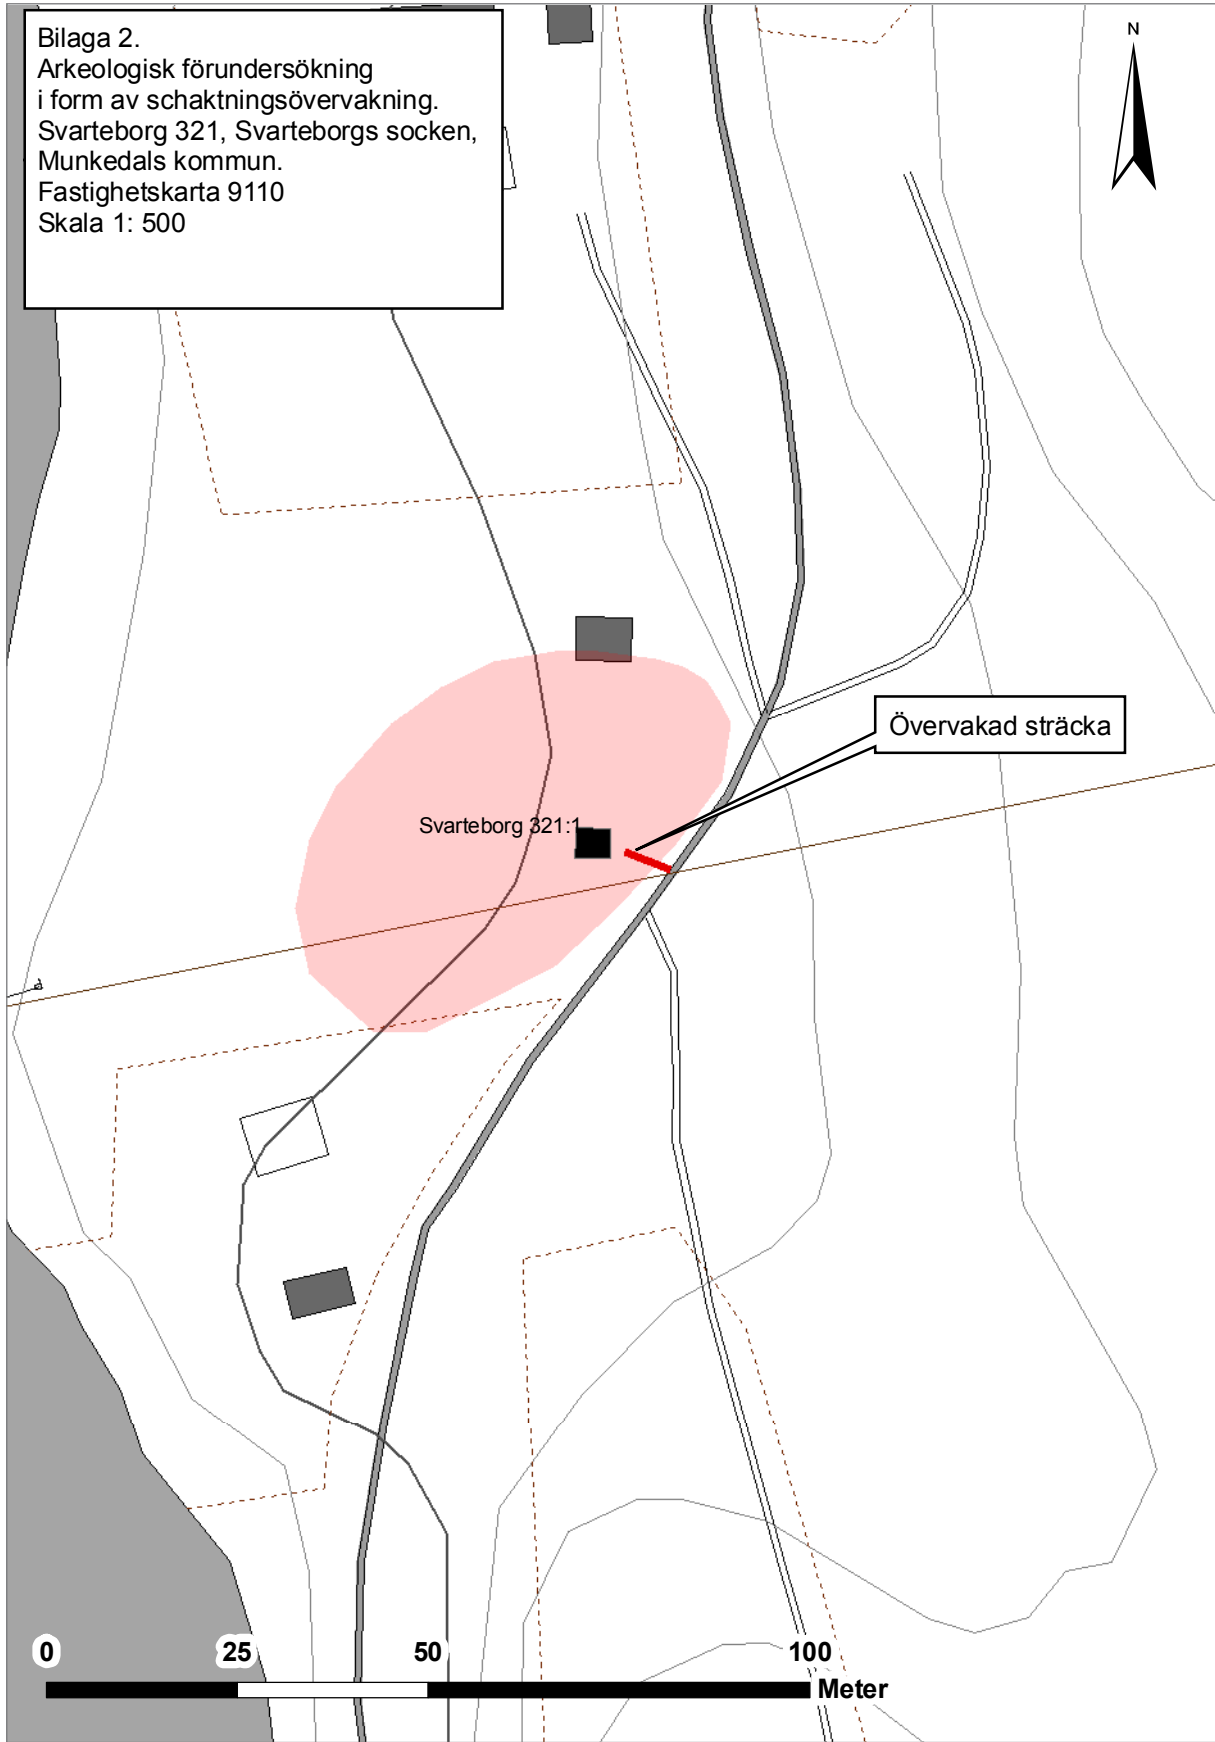 Bilaga 2.
Arkeologisk förundersökning
i form av schaktningsövervakning.
Svarteborg 321, Svarteborgs socken,
Munkedals kommun.
Fastighetskarta 9110
Skala 1: 500
N
Övervakad sträcka
Svarteborg 321:1
0 25 50 100
Meter